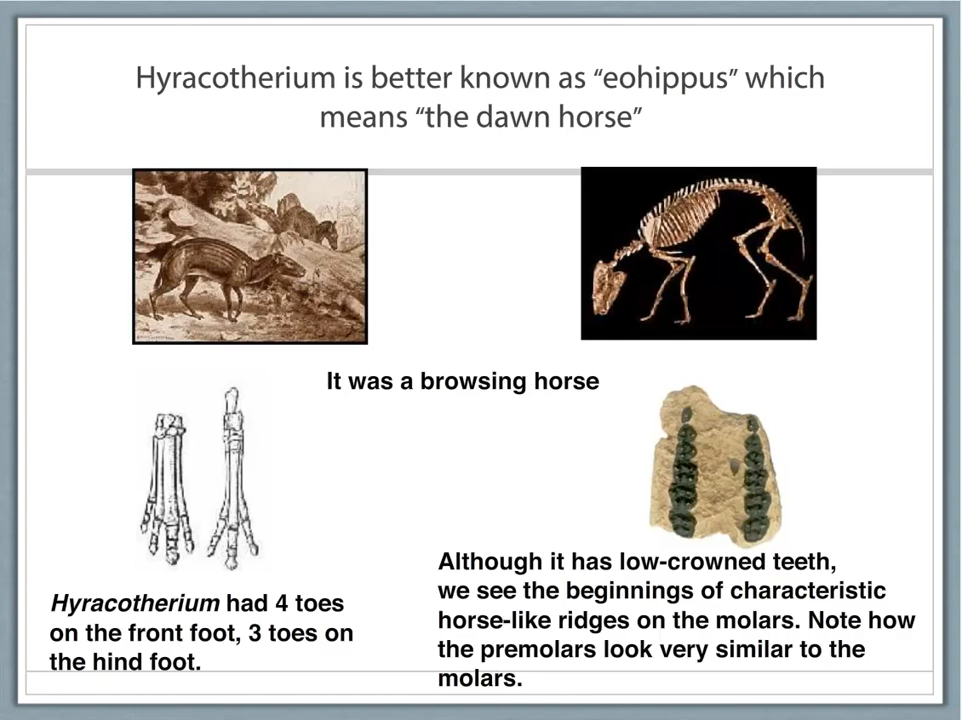 Hyracotherium is better known as “eohippus” which
means “the dawn horse”
It was a browsing horse
Although it has low-crowned teeth,
we see the beginnings of characteristic
horse-like ridges on the molars. Note how
the premolars look very similar to the
molars.
Hyracotherium had 4 toes
on the front foot, 3 toes on
the hind foot.